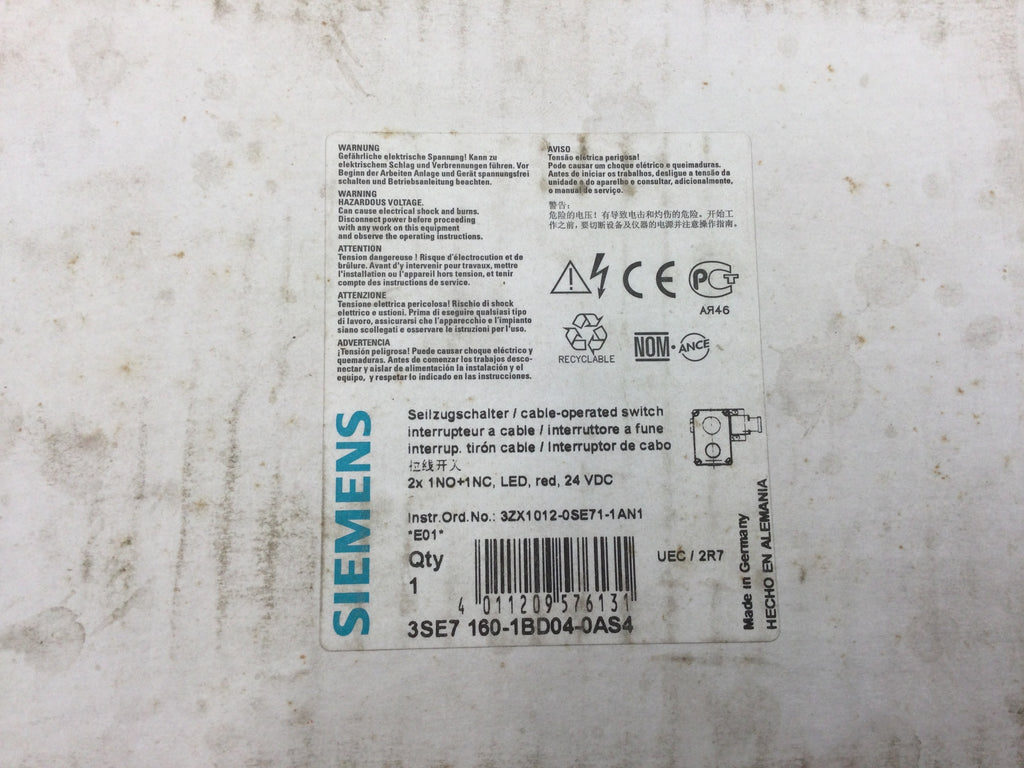 WARNUNG
Gefährliche elektrische Spannung! Kann zu
elektrischem Schlag und Verbrennungen führen. Vor
Beginn der Arbeiten Anlage und Gerät spannungsfrei
schalten und Betriebsanleitung beachten.
WARNING
HAZARDOUS VOLTAGE.
Can cause electrical shock and burns.
Disconnect power before proceeding
with any work on this equipment
and observe the operating instructions.
ATTENTION
Tension dangereuse ! Risque d'électrocution et de
brûlure. Avant d'y intervenir pour travaux, mettre
l'installation ou l'appareil hors tension, et tenir
compte des instructions de service.
ATTENZIONE
Tensione elettrica pericolosa! Rischio di shock
elettrico e ustioni. Prima di eseguire qualsiasi tipo
di lavoro, assicurarsi che l'apparecchio e l'impianto
siano scollegati e osservare le istruzioni per l'uso.
ADVERTENCIA
¡Tensión peligrosa! Puede causar choque eléctrico y
quemaduras. Antes de comenzar los trabajos desco-
nectar y aislar de alimentación la instalación y el
equipo, y respetar lo indicado en las instrucciones.
AVISO
Tensão elétrica perigosa!
Pode causar um choque elétrico e queimaduras.
Antes de iniciar os trabalhos, desligue a tensão da
unidade e do aparelho e consultar, adicionalmente,
o manual de serviço.
警告:
危险的电压! 有导致电击和灼伤的危险。开始工
作之前,要切断设备及仪器的电源并注意操作指南。
CE
РСТ
АЯ46
RECYCLABLE
NOM·ANCE
SIEMENS
Seilzugschalter / cable-operated switch
interrupteur a cable / interruttore a fune
interrup. tirón cable / Interruptor de cabo
拉线开入
2x 1NO+1NC, LED, red, 24 VDC
Instr.Ord.No.: 3ZX1012-0SE71-1AN1
*E01*
Qty
1
UEC / 2R7
4 011209 576131
3SE7 160-1BD04-0AS4
Made in Germany
HECHO EN ALEMANIA